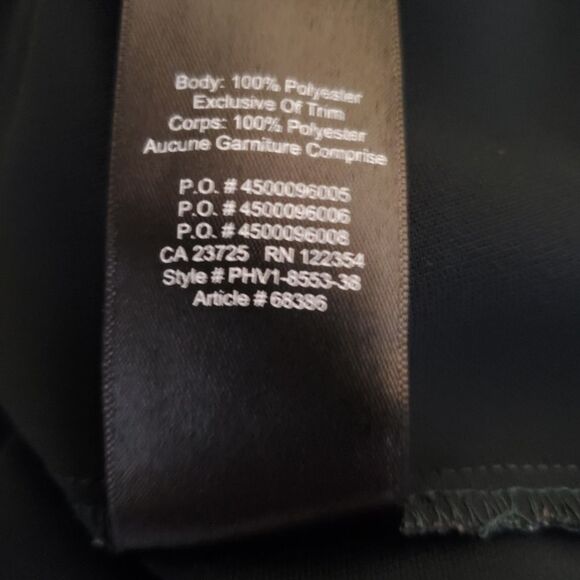 Body: 100% Polyester
Exclusive Of Trim
Corps: 100% Polyester
Aucune Garniture Comprise
P.O. # 4500096005
P.O. # 4500096006
P.O. # 4500096008
CA 23725 RN 122354
Style # PHV1-8553-38
Article # 68386